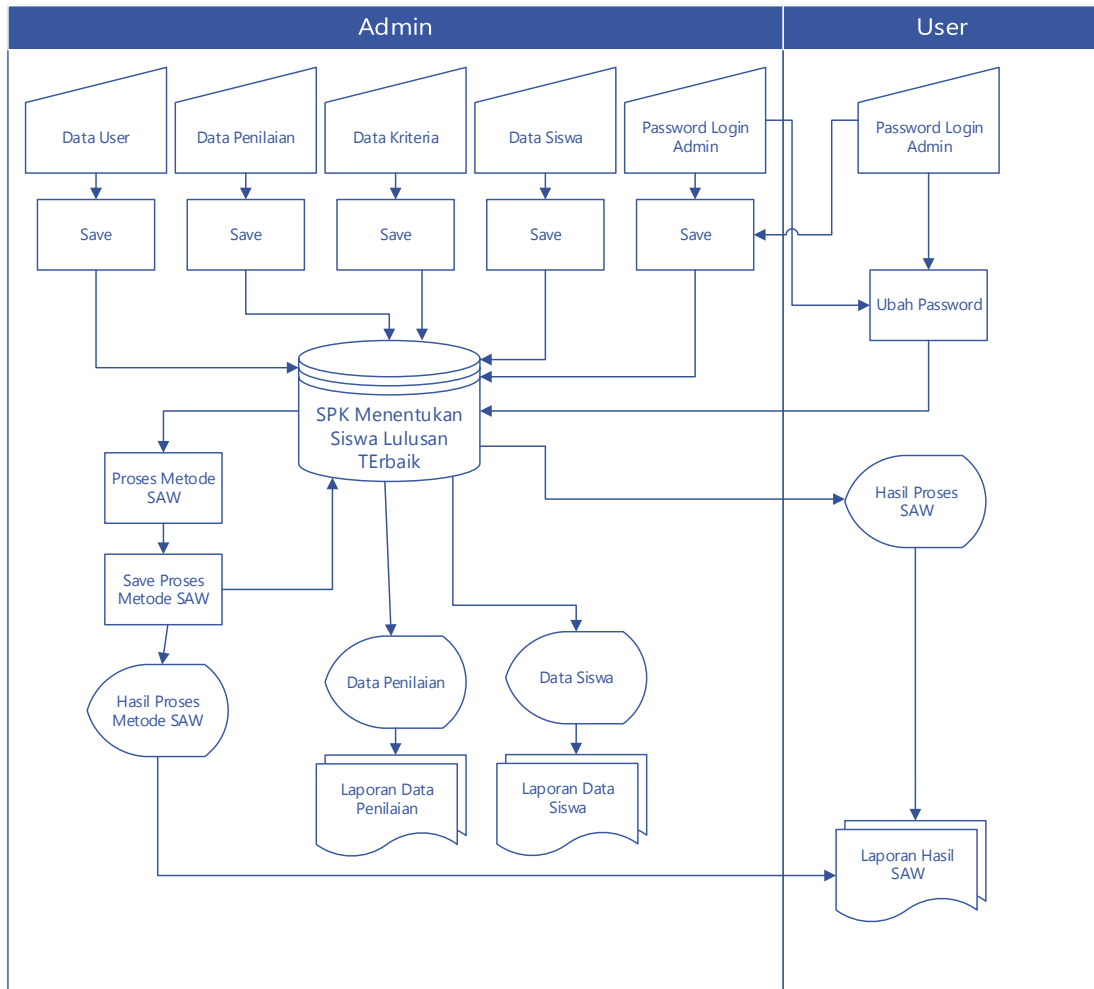 Admin
User
Data User
Data Penilaian
Data Kriteria
Data Siswa
Password Login
Admin
Password Login
Admin
Save
Save
Save
Save
Save
Ubah Password
SPK Menentukan
Siswa Lulusan
TErbaik
Proses Metode
SAW
Hasil Proses
SAW
Save Proses
Metode SAW
Hasil Proses
Metode SAW
Data Penilaian
Data Siswa
Laporan Data
Penilaian
Laporan Data
Siswa
Laporan Hasil
SAW